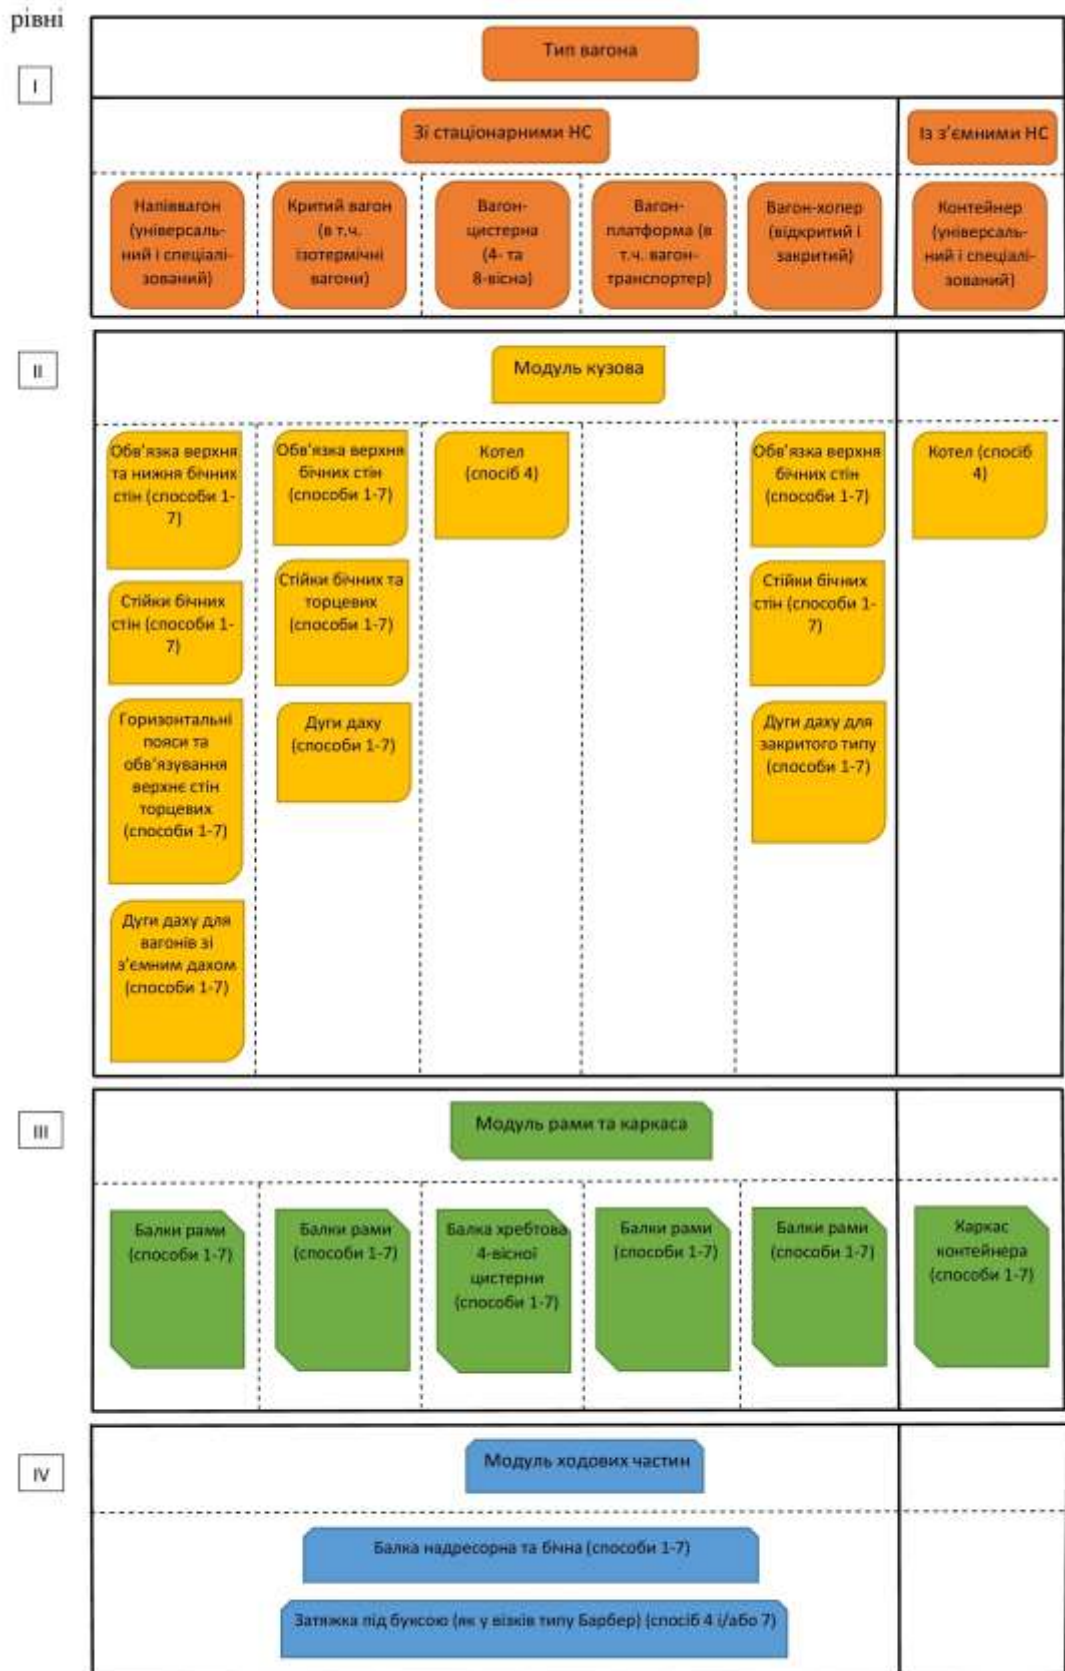 рівні
I
Тип вагона
Зі стаціонарними НС
Із з’ємними НС
Напіввагон
(універсаль-
ний і спеціалі-
зований)
Критий вагон
(в т.ч.
ізотермічні
вагони)
Вагон-
цистерна
(4- та
8-вісна)
Вагон-
платформа (в
т.ч. вагон-
транспортер)
Вагон-хопер
(відкритий і
закритий)
Контейнер
(універсаль-
ний і спеціалі-
зований)
II
Модуль кузова
Обв’язка верхня
та нижня бічних
стін (способи 1-
7)
Стійки бічних
стін (способи 1-
7)
Горизонтальні
пояси та
обв’язування
верхнє стін
торцевих
(способи 1-7)
Дуги даху для
вагонів зі
з’ємним дахом
(способи 1-7)
Обв’язка верхня
бічних стін
(способи 1-7)
Стійки бічних та
торцевих
(способи 1-7)
Дуги даху
(способи 1-7)
Котел
(спосіб 4)
Обв’язка верхня
бічних стін
(способи 1-7)
Стійки бічних
стін (способи 1-
7)
Дуги даху для
закритого типу
(способи 1-7)
Котел (спосіб
4)
III
Модуль рами та каркаса
Балки рами
(способи 1-7)
Балки рами
(способи 1-7)
Балка хребтова
4-вісної
цистерни
(способи 1-7)
Балки рами
(способи 1-7)
Балки рами
(способи 1-7)
Каркас
контейнера
(способи 1-7)
IV
Модуль ходових частин
Балка надресорна та бічна (способи 1-7)
Затяжка під буксою (як у візків типу Барбер) (спосіб 4 і/або 7)